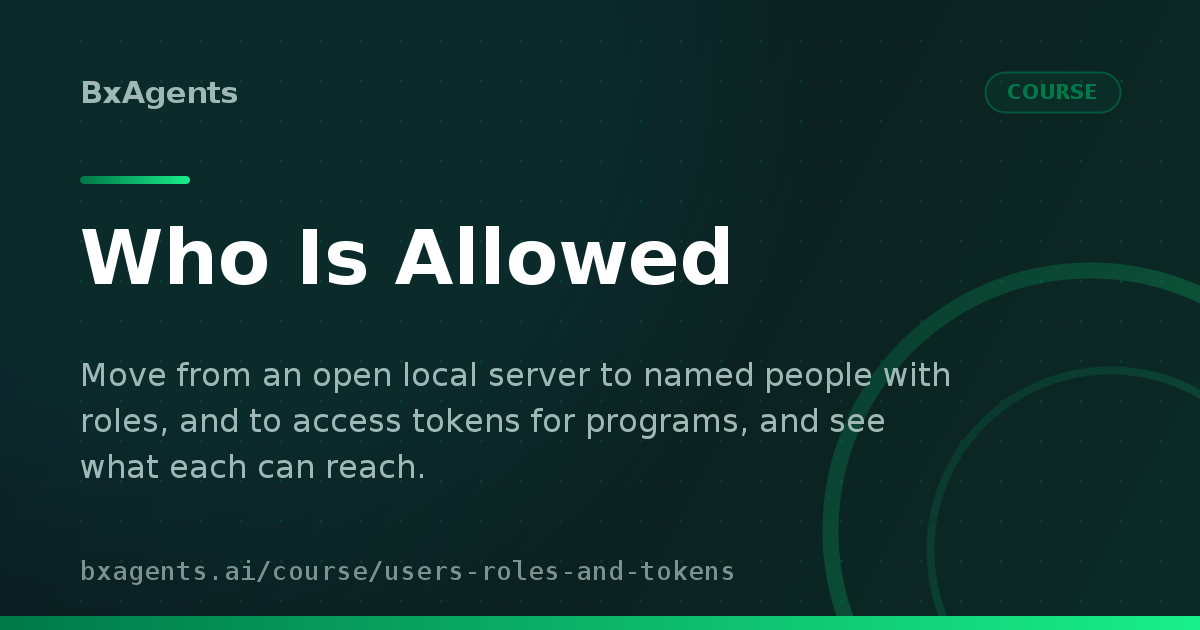 BxAgents
COURSE
Who Is Allowed
Move from an open local server to named people with
roles, and to access tokens for programs, and see
what each can reach.
bxagents.ai/course/users-roles-and-tokens